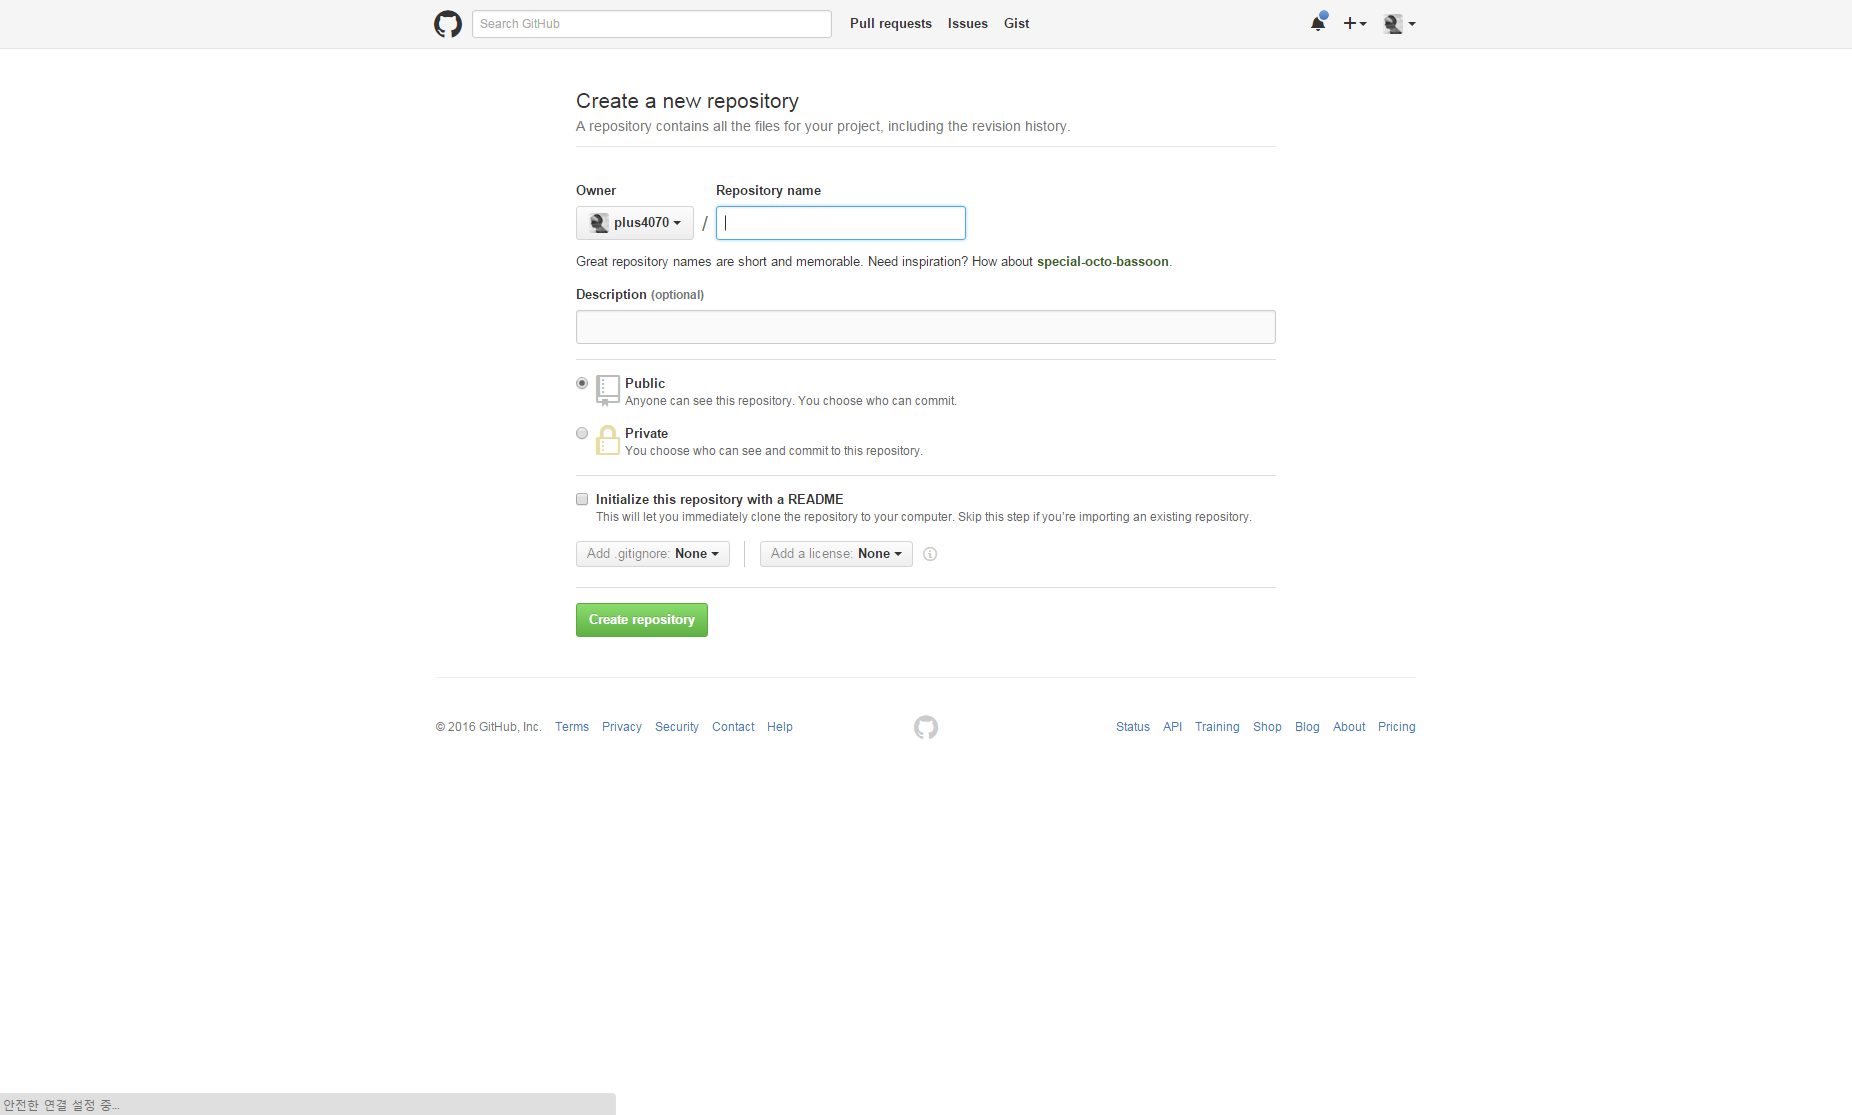 Search GitHub
Pull requests Issues Gist
Create a new repository
A repository contains all the files for your project, including the revision history.
Owner Repository name
plus4070 /
Great repository names are short and memorable. Need inspiration? How about special-octo-bassoon.
Description (optional)
Public
Anyone can see this repository. You choose who can commit.
Private
You choose who can see and commit to this repository.
Initialize this repository with a README
This will let you immediately clone the repository to your computer. Skip this step if you're importing an existing repository.
Add .gitignore: None Add a license: None
Create repository
© 2016 GitHub, Inc. Terms Privacy Security Contact Help Status API Training Shop Blog About Pricing
안전한 연결 설정 중...